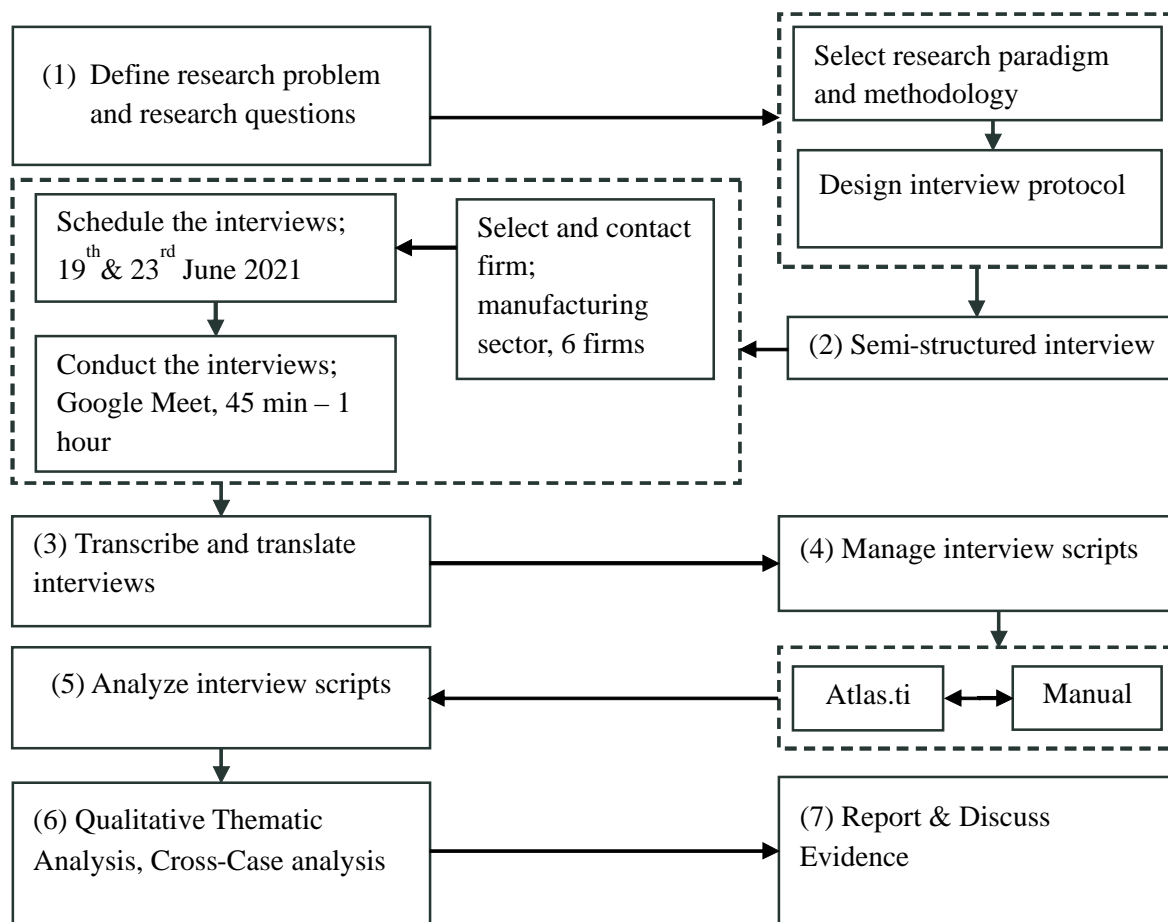 (1) Define research problem
and research questions
Select research paradigm
and methodology
Design interview protocol
Schedule the interviews;
19th & 23rd June 2021
Select and contact
firm;
manufacturing
sector, 6 firms
Conduct the interviews;
Google Meet, 45 min – 1
hour
(2) Semi-structured interview
(3) Transcribe and translate
interviews
(4) Manage interview scripts
(5) Analyze interview scripts
Atlas.ti
Manual
(6) Qualitative Thematic
Analysis, Cross-Case analysis
(7) Report & Discuss
Evidence